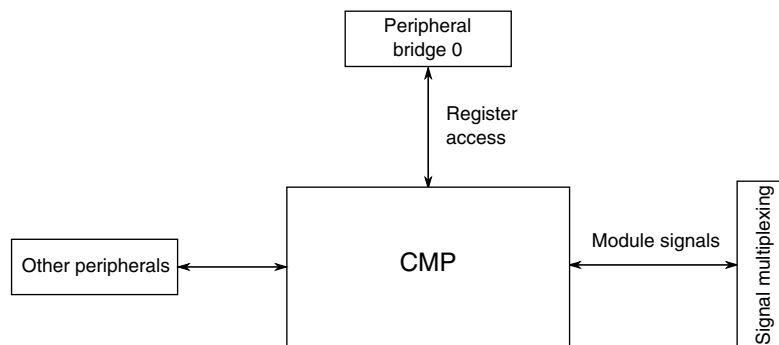 Peripheral
bridge 0
Register
access
Signal multiplexing
Module signals
CMP
Other peripherals